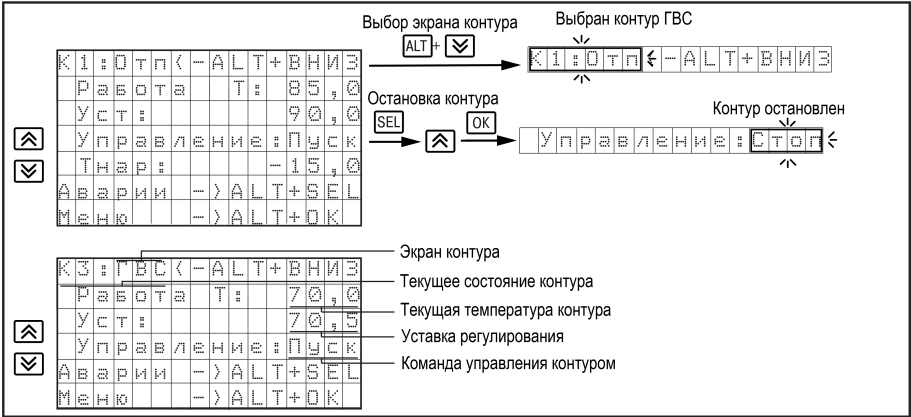 Выбор экрана контура
ALT + 
Выбран контур ГВС
К1:Отп<-ALT+ВНИЗ
К1:Отп<-ALT+ВНИЗ
Работа Т: 85,0
Уст: 90,0
Управление:Пуск
Тнар: -15,0
Аварии ->ALT+SEL
Меню ->ALT+OK
Остановка контура
SEL OK
Контур остановлен
Управление:Стоп
К3:ГВС<-ALT+ВНИЗ
Работа Т: 70,0
Уст: 70,5
Управление:Пуск
Аварии ->ALT+SEL
Меню ->ALT+OK
Экран контура
Текущее состояние контура
Текущая температура контура
Уставка регулирования
Команда управления контуром